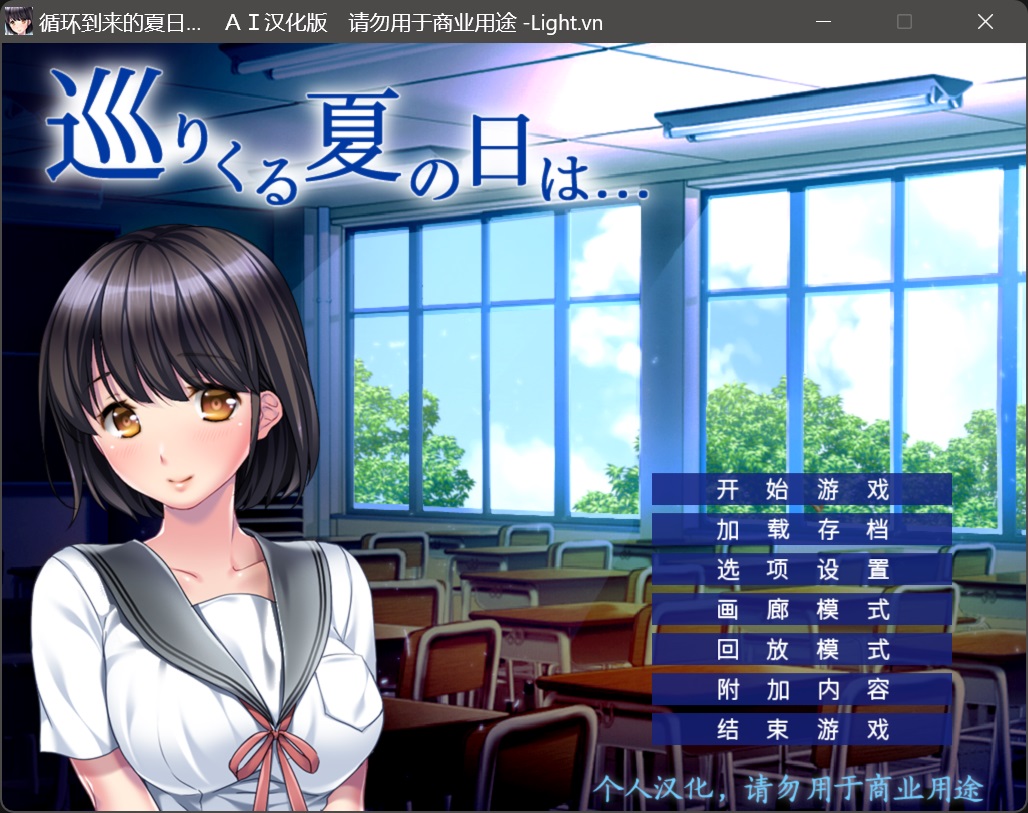 循环到来的夏日... ＡＩ汉化版　请勿用于商业用途 -Light.vn
巡りくる夏の日は…
开始游戏
加载存档
选项设置
画廊模式
回放模式
附加内容
结束游戏
个人汉化，请勿用于商业用途